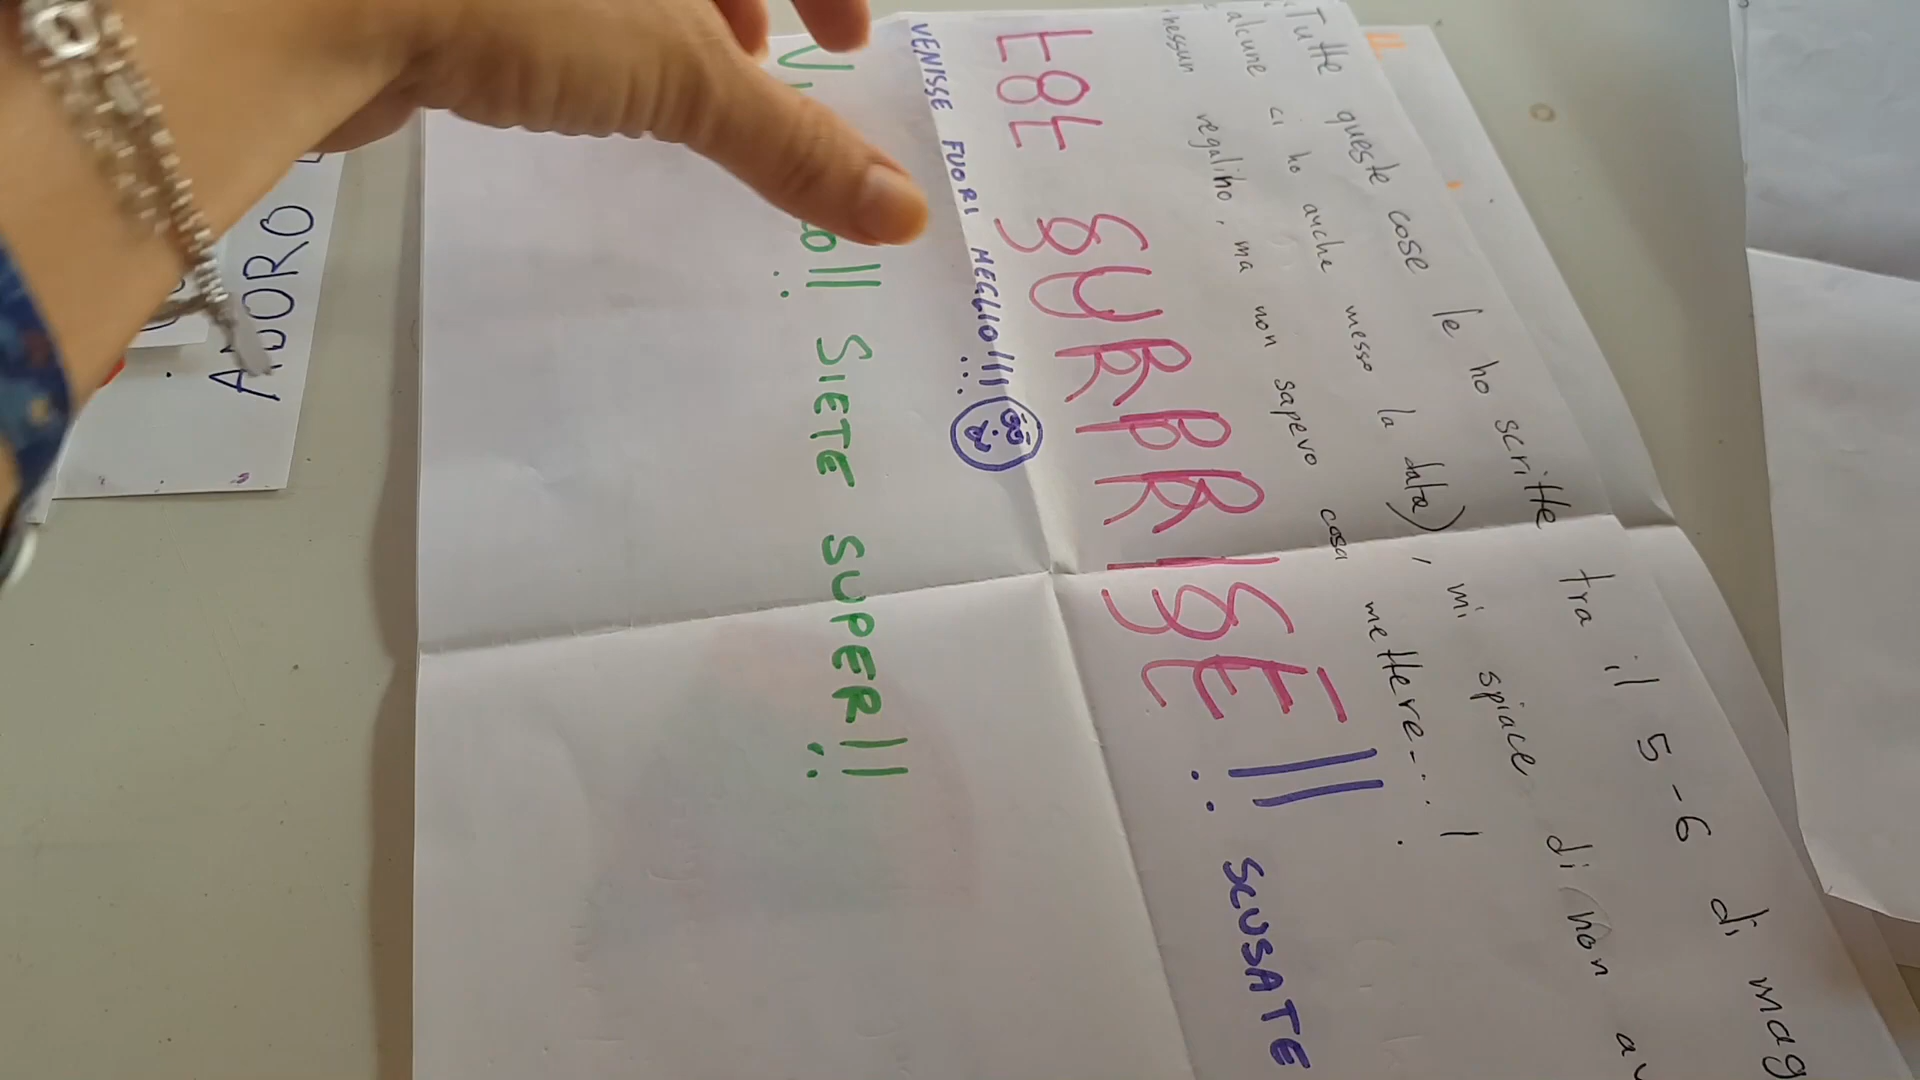 Tutte queste cose le ho scritte tra il 5-6 di mag
alcune ci ho anche messo la data), mi spiace di non av
nessun regalino, ma non sapevo cosa mettere-... !
SURPRISE!! SCUSATE
VENISSE FUORI MEGLIO!!!
SIETE SUPER!!
ADORO